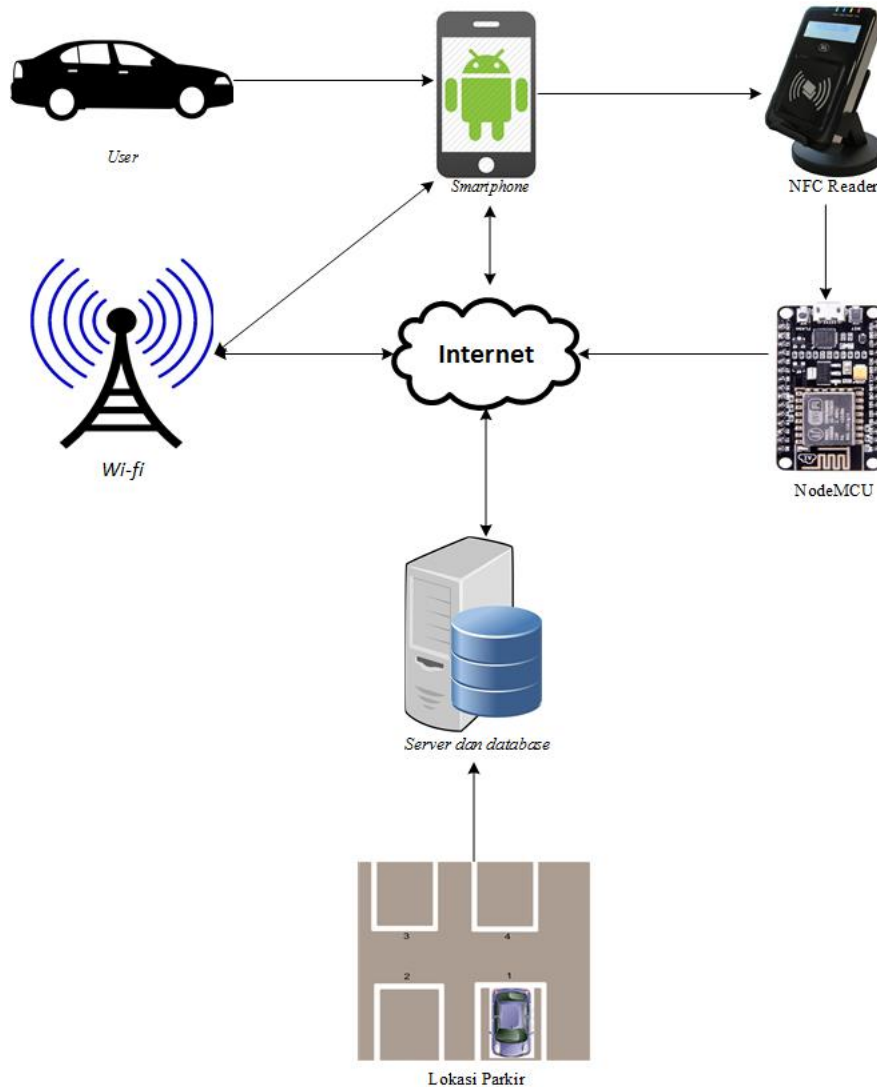 User
Smartphone
NFC Reader
Internet
Wi-fi
NodeMCU
Server dan database
3
4
2
1
Lokasi Parkir